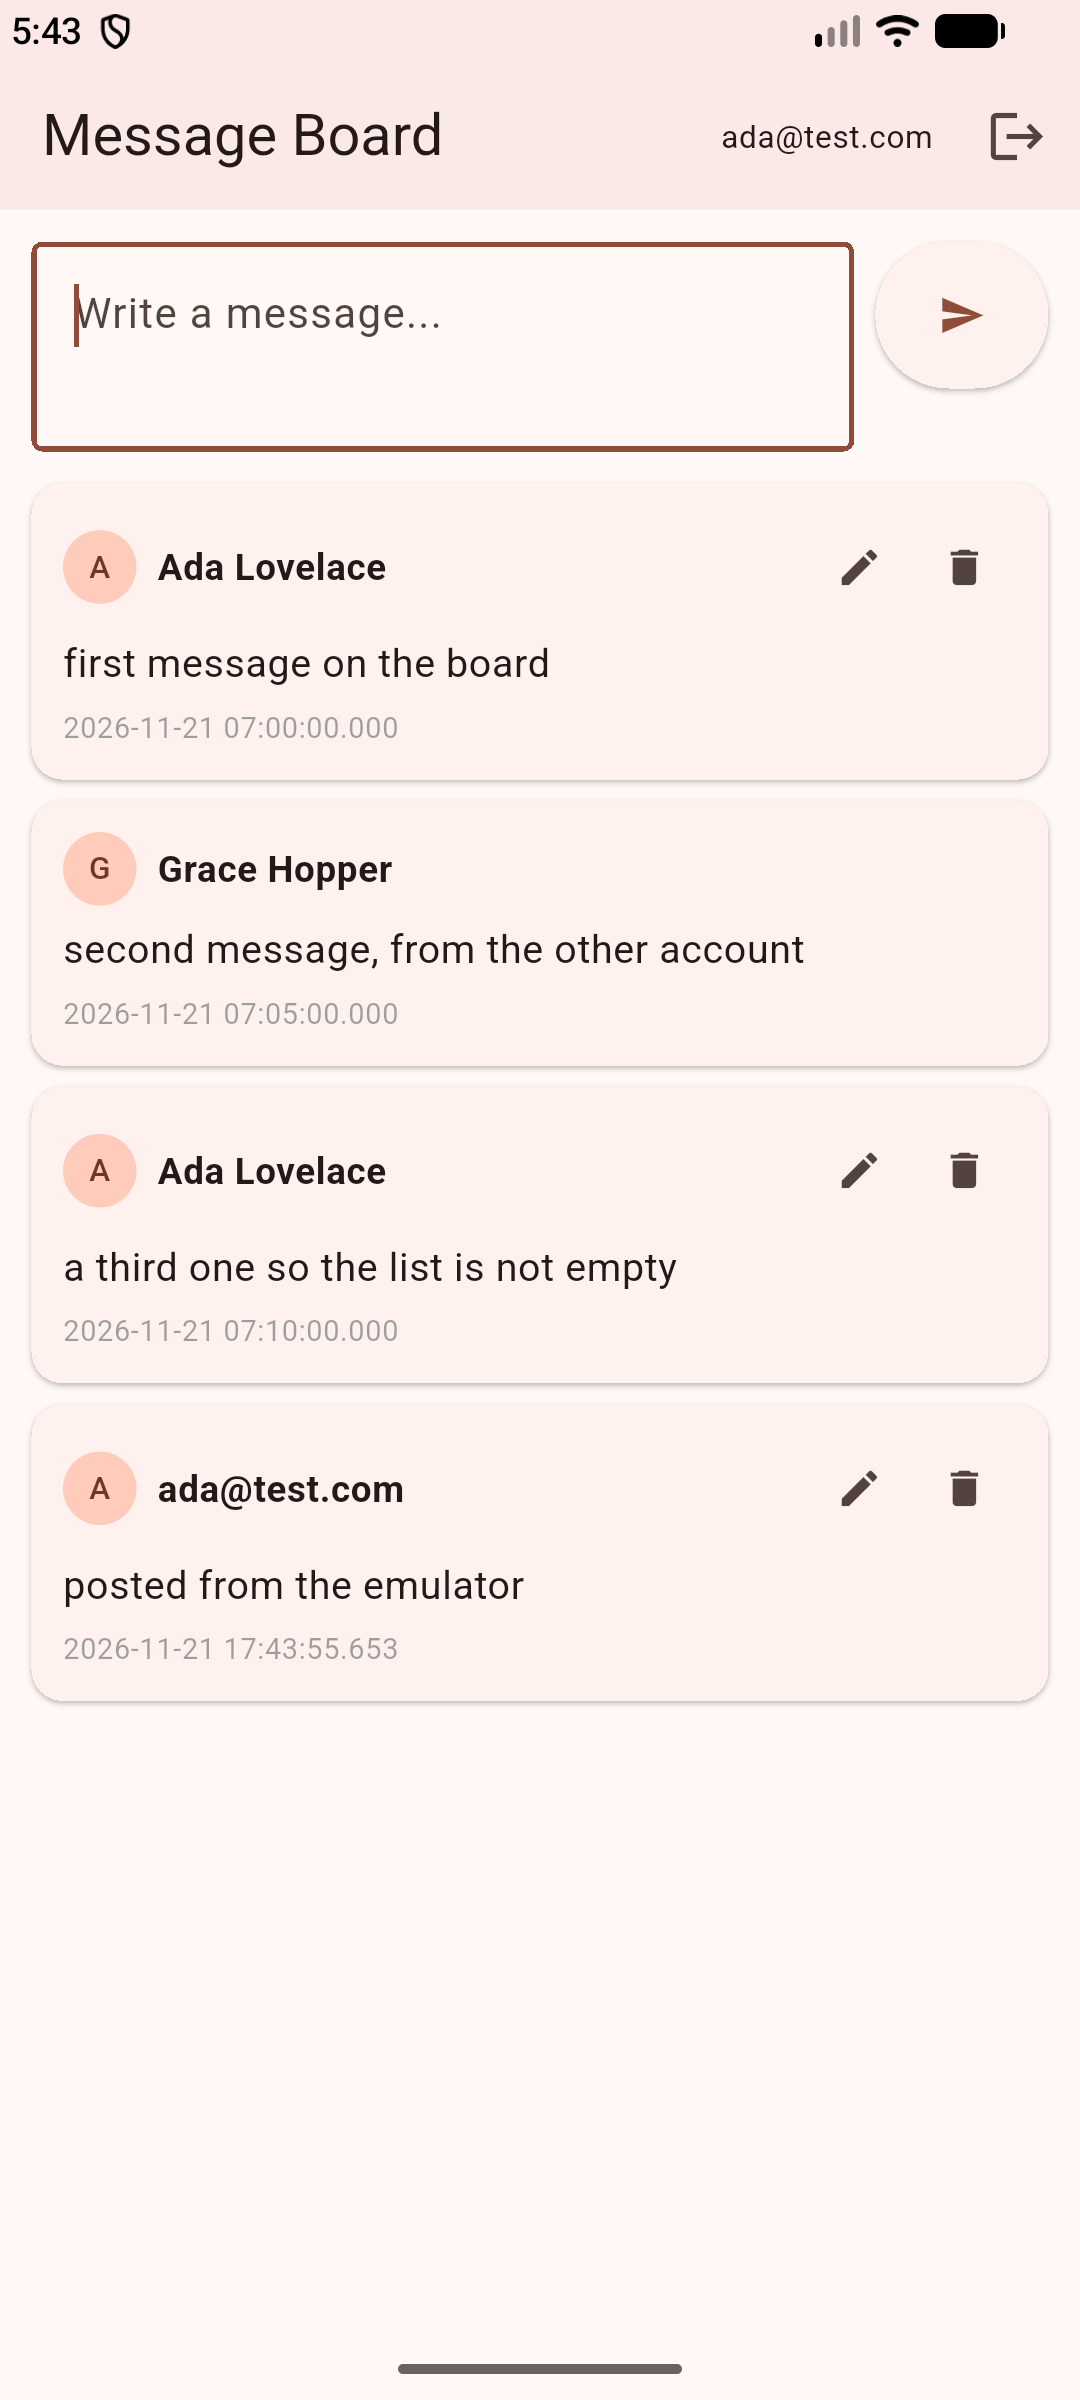 5:43
Message Board
ada@test.com
Write a message...
A
Ada Lovelace
first message on the board
2026-11-21 07:00:00.000
G
Grace Hopper
second message, from the other account
2026-11-21 07:05:00.000
A
Ada Lovelace
a third one so the list is not empty
2026-11-21 07:10:00.000
A
ada@test.com
posted from the emulator
2026-11-21 17:43:55.653